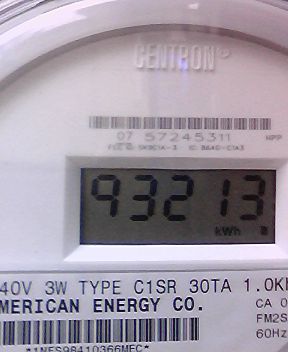 CENTRON®
07 57245311
93213
kWh
40V 3W TYPE C1SR 30TA 1.0K
MERICAN ENERGY CO.
CA 0
FM2S
60Hz
*1NES98410366MEC*